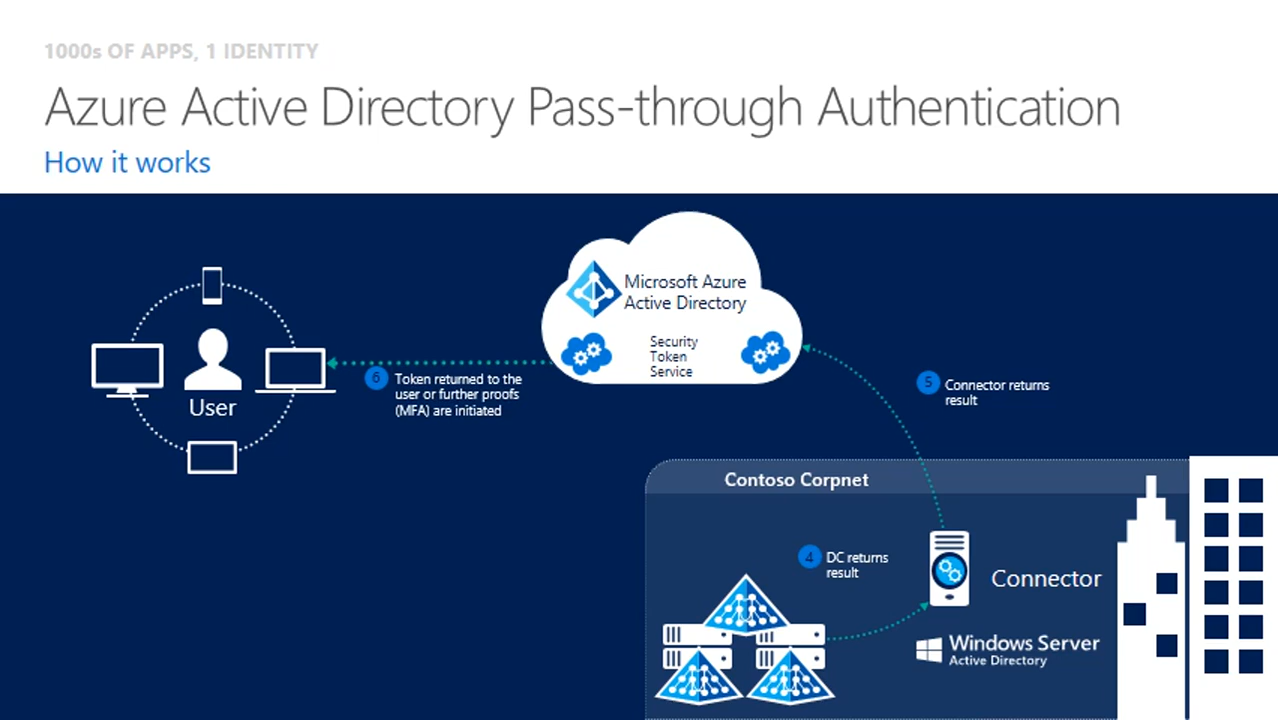 1000s OF APPS, 1 IDENTITY
Azure Active Directory Pass-through Authentication
How it works
Microsoft Azure
Active Directory
Security
Token
Service
User
6
Token returned to the
user or further proofs
(MFA) are initiated
5
Connector returns
result
Contoso Corpnet
4
DC returns
result
Connector
Windows Server
Active Directory